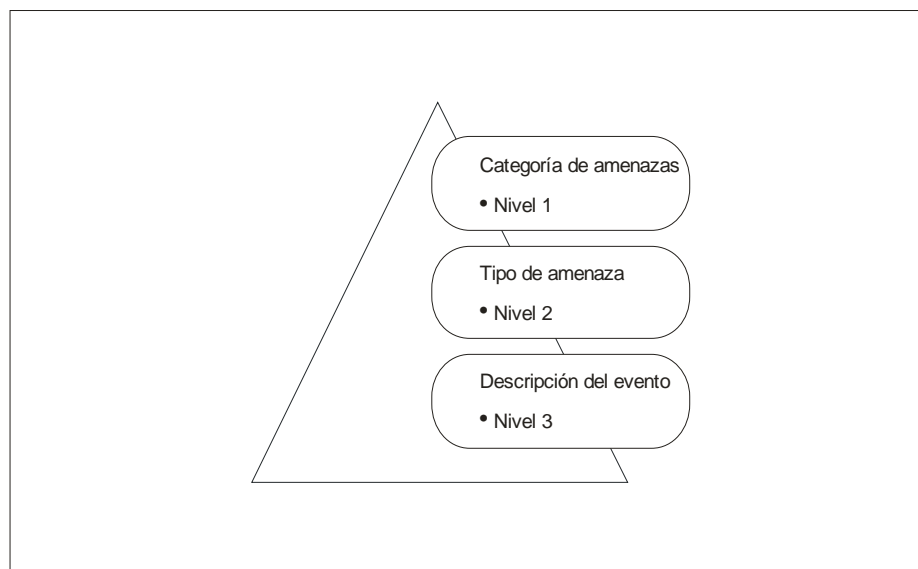 Categoría de amenazas
• Nivel 1
Tipo de amenaza
• Nivel 2
Descripción del evento
• Nivel 3